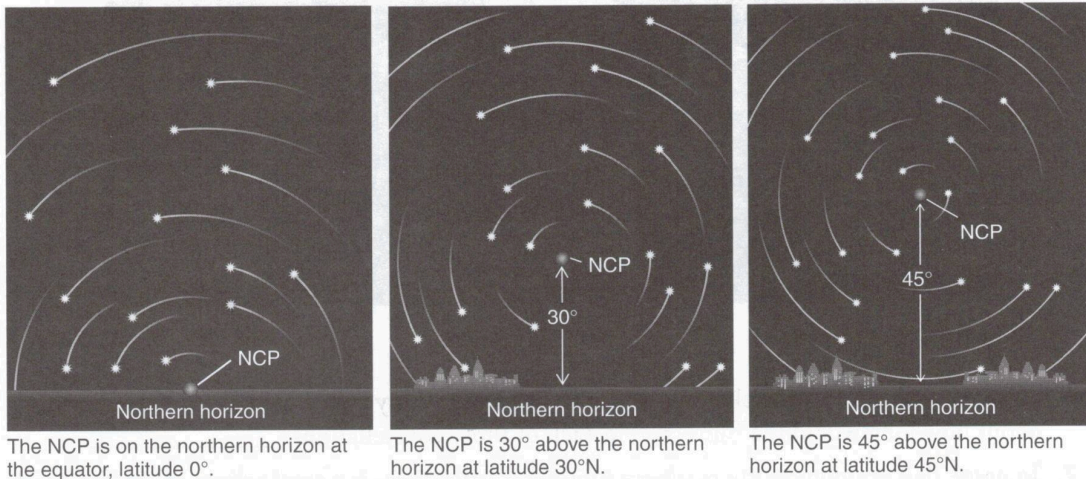 NCP
Northern horizon
The NCP is on the northern horizon at
the equator, latitude 0°.
NCP
30°
Northern horizon
The NCP is 30° above the northern
horizon at latitude 30°N.
NCP
45°
Northern horizon
The NCP is 45° above the northern
horizon at latitude 45°N.